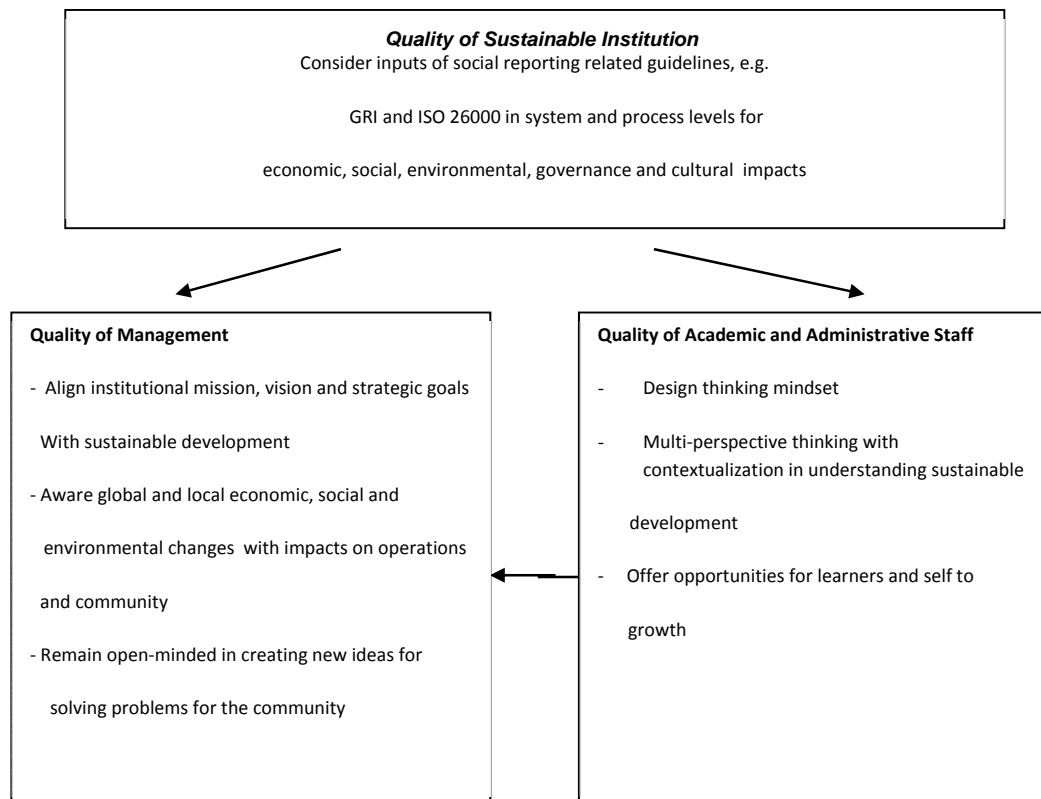 Quality of Sustainable Institution
Consider inputs of social reporting related guidelines, e.g.
GRI and ISO 26000 in system and process levels for
economic, social, environmental, governance and cultural impacts
Quality of Management
- Align institutional mission, vision and strategic goals
With sustainable development
- Aware global and local economic, social and
environmental changes with impacts on operations
and community
- Remain open-minded in creating new ideas for
solving problems for the community
Quality of Academic and Administrative Staff
- Design thinking mindset
- Multi-perspective thinking with
contextualization in understanding sustainable
development
- Offer opportunities for learners and self to
growth